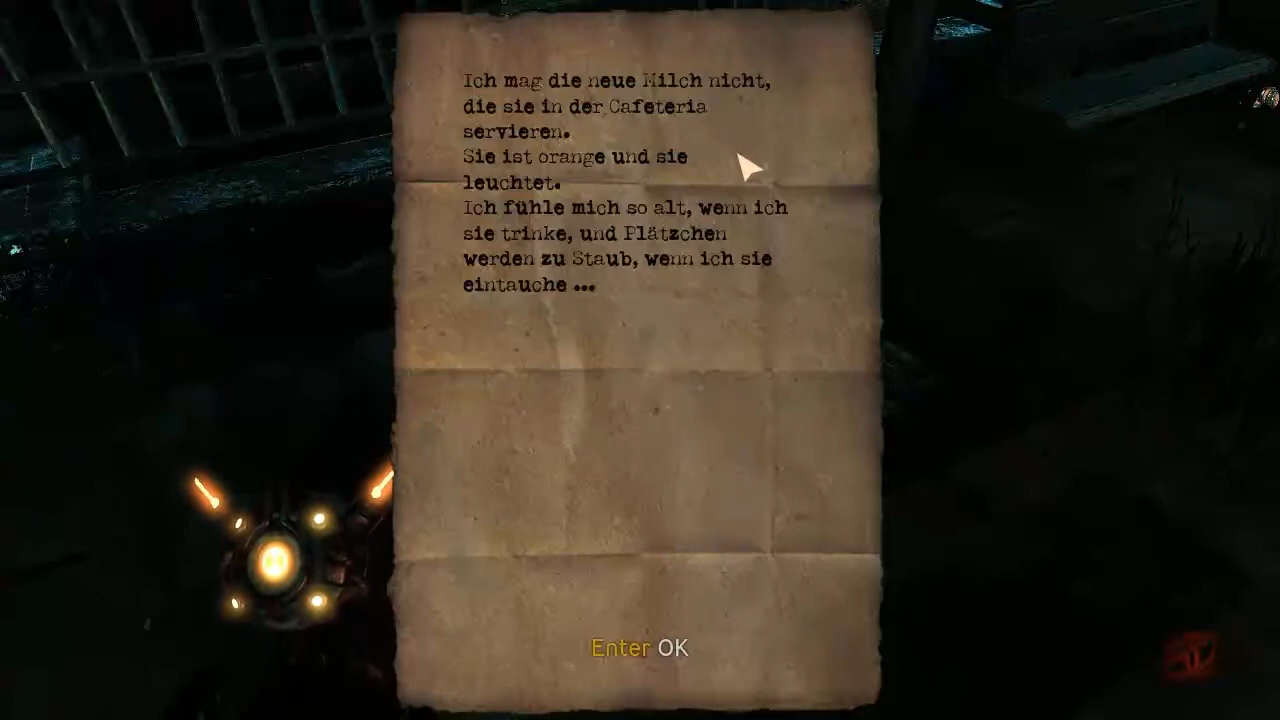 Ich mag die neue Milch nicht,
die sie in der Cafeteria
servieren.
Sie ist orange und sie
leuchtet.
Ich fühle mich so alt, wenn ich
sie trinke, und Plätzchen
werden zu Staub, wenn ich sie
eintauche ...
Enter OK